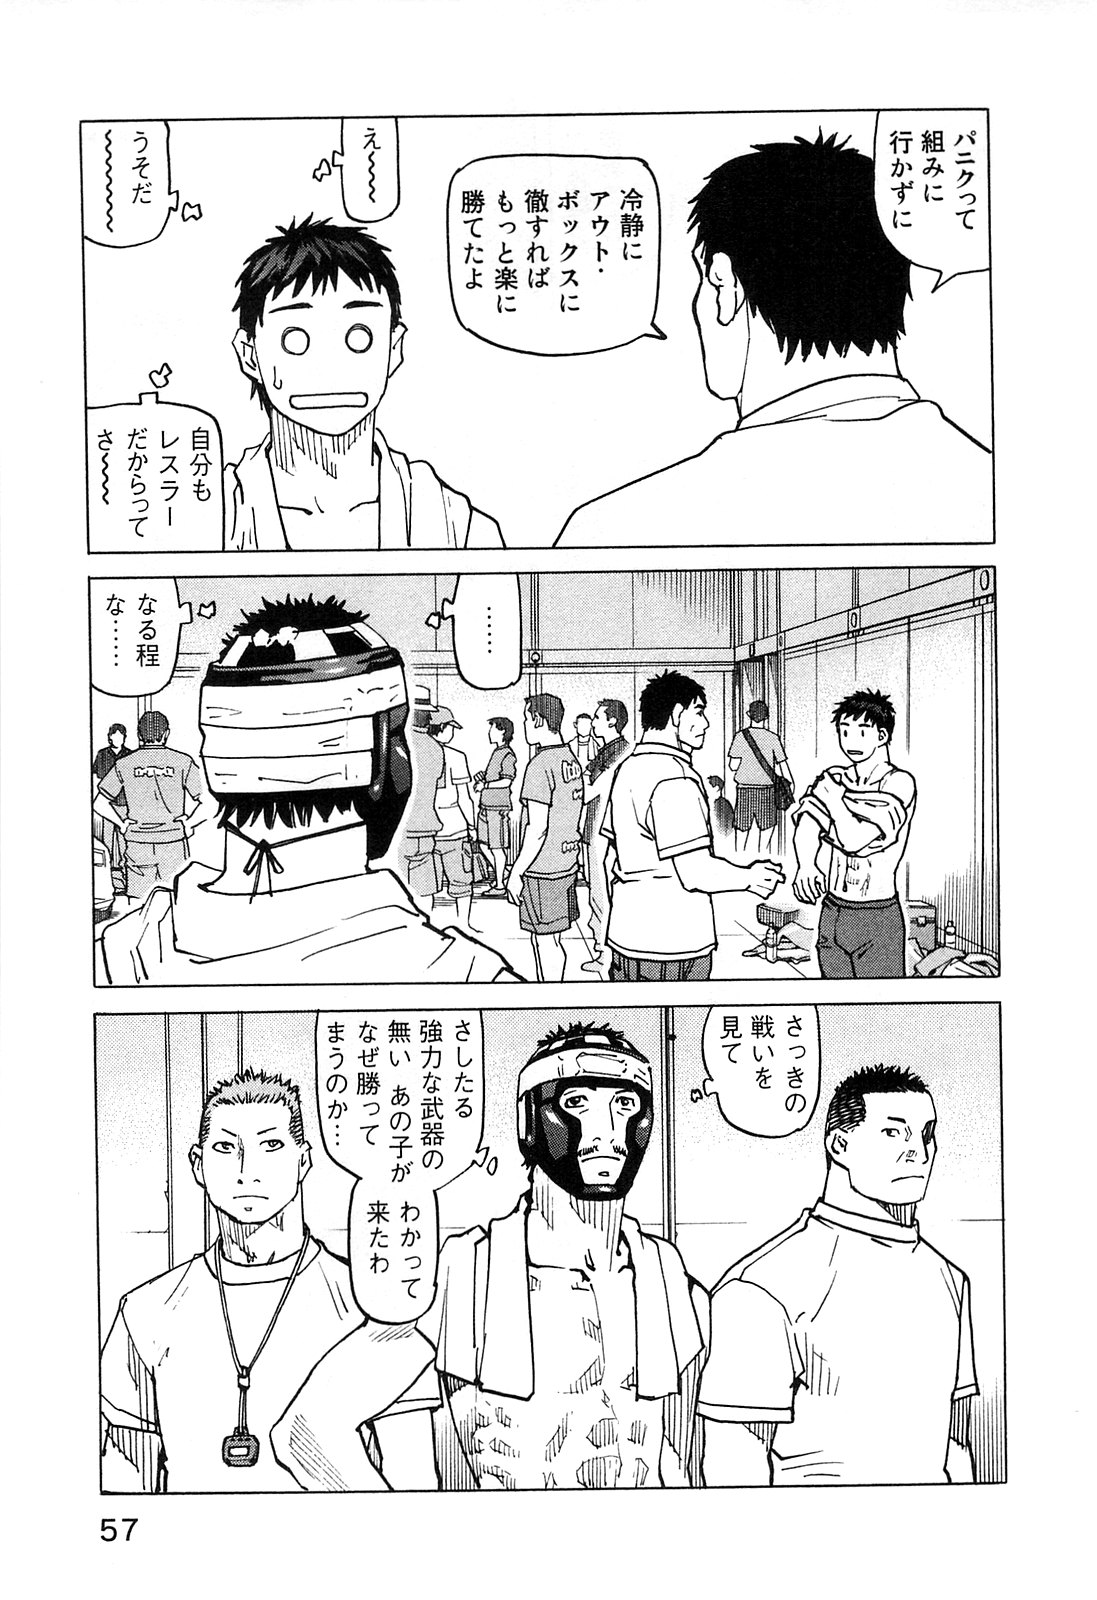 パニクって
組みに
行かずに
冷静に
アウト・
ボックスに
徹すれば
もっと楽に
勝てたよ
え〜〜
うそだ
〜〜〜
自分も
レスラー
だからって
さ〜〜
……
なる程
な……
さっきの
戦いを
見て
さしたる
強力な武器の
無い あの子が
なぜ勝って
まうのか…
わかって
来たわ
57